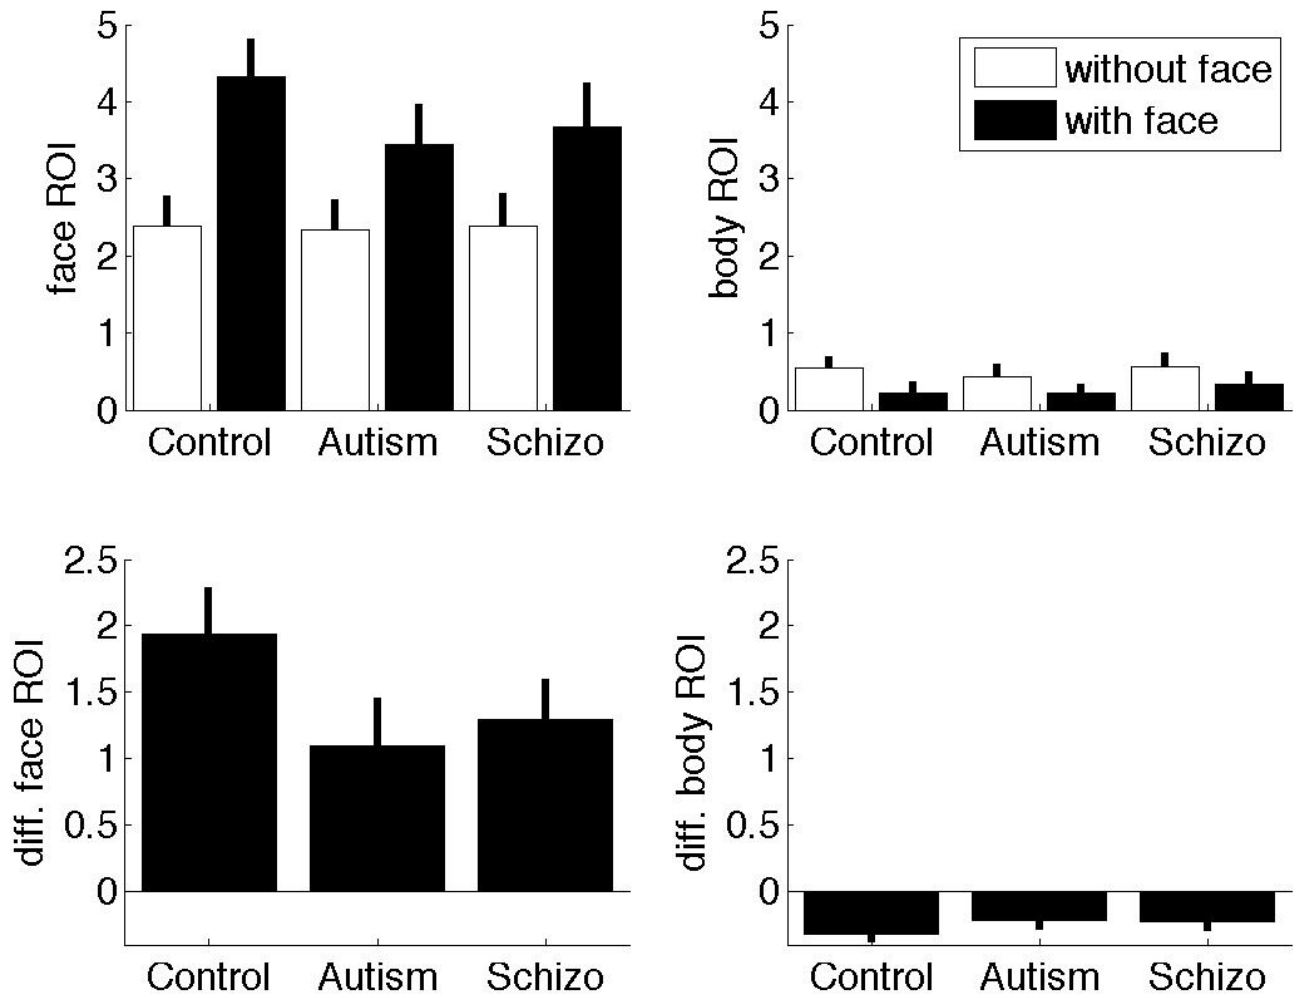 face ROI
5
4
3
2
1
0
Control Autism Schizo
body ROI
5
4
3
2
1
0
Control Autism Schizo
without face
with face
diff. face ROI
2.5
2
1.5
1
0.5
0
Control Autism Schizo
diff. body ROI
2.5
2
1.5
1
0.5
0
Control Autism Schizo